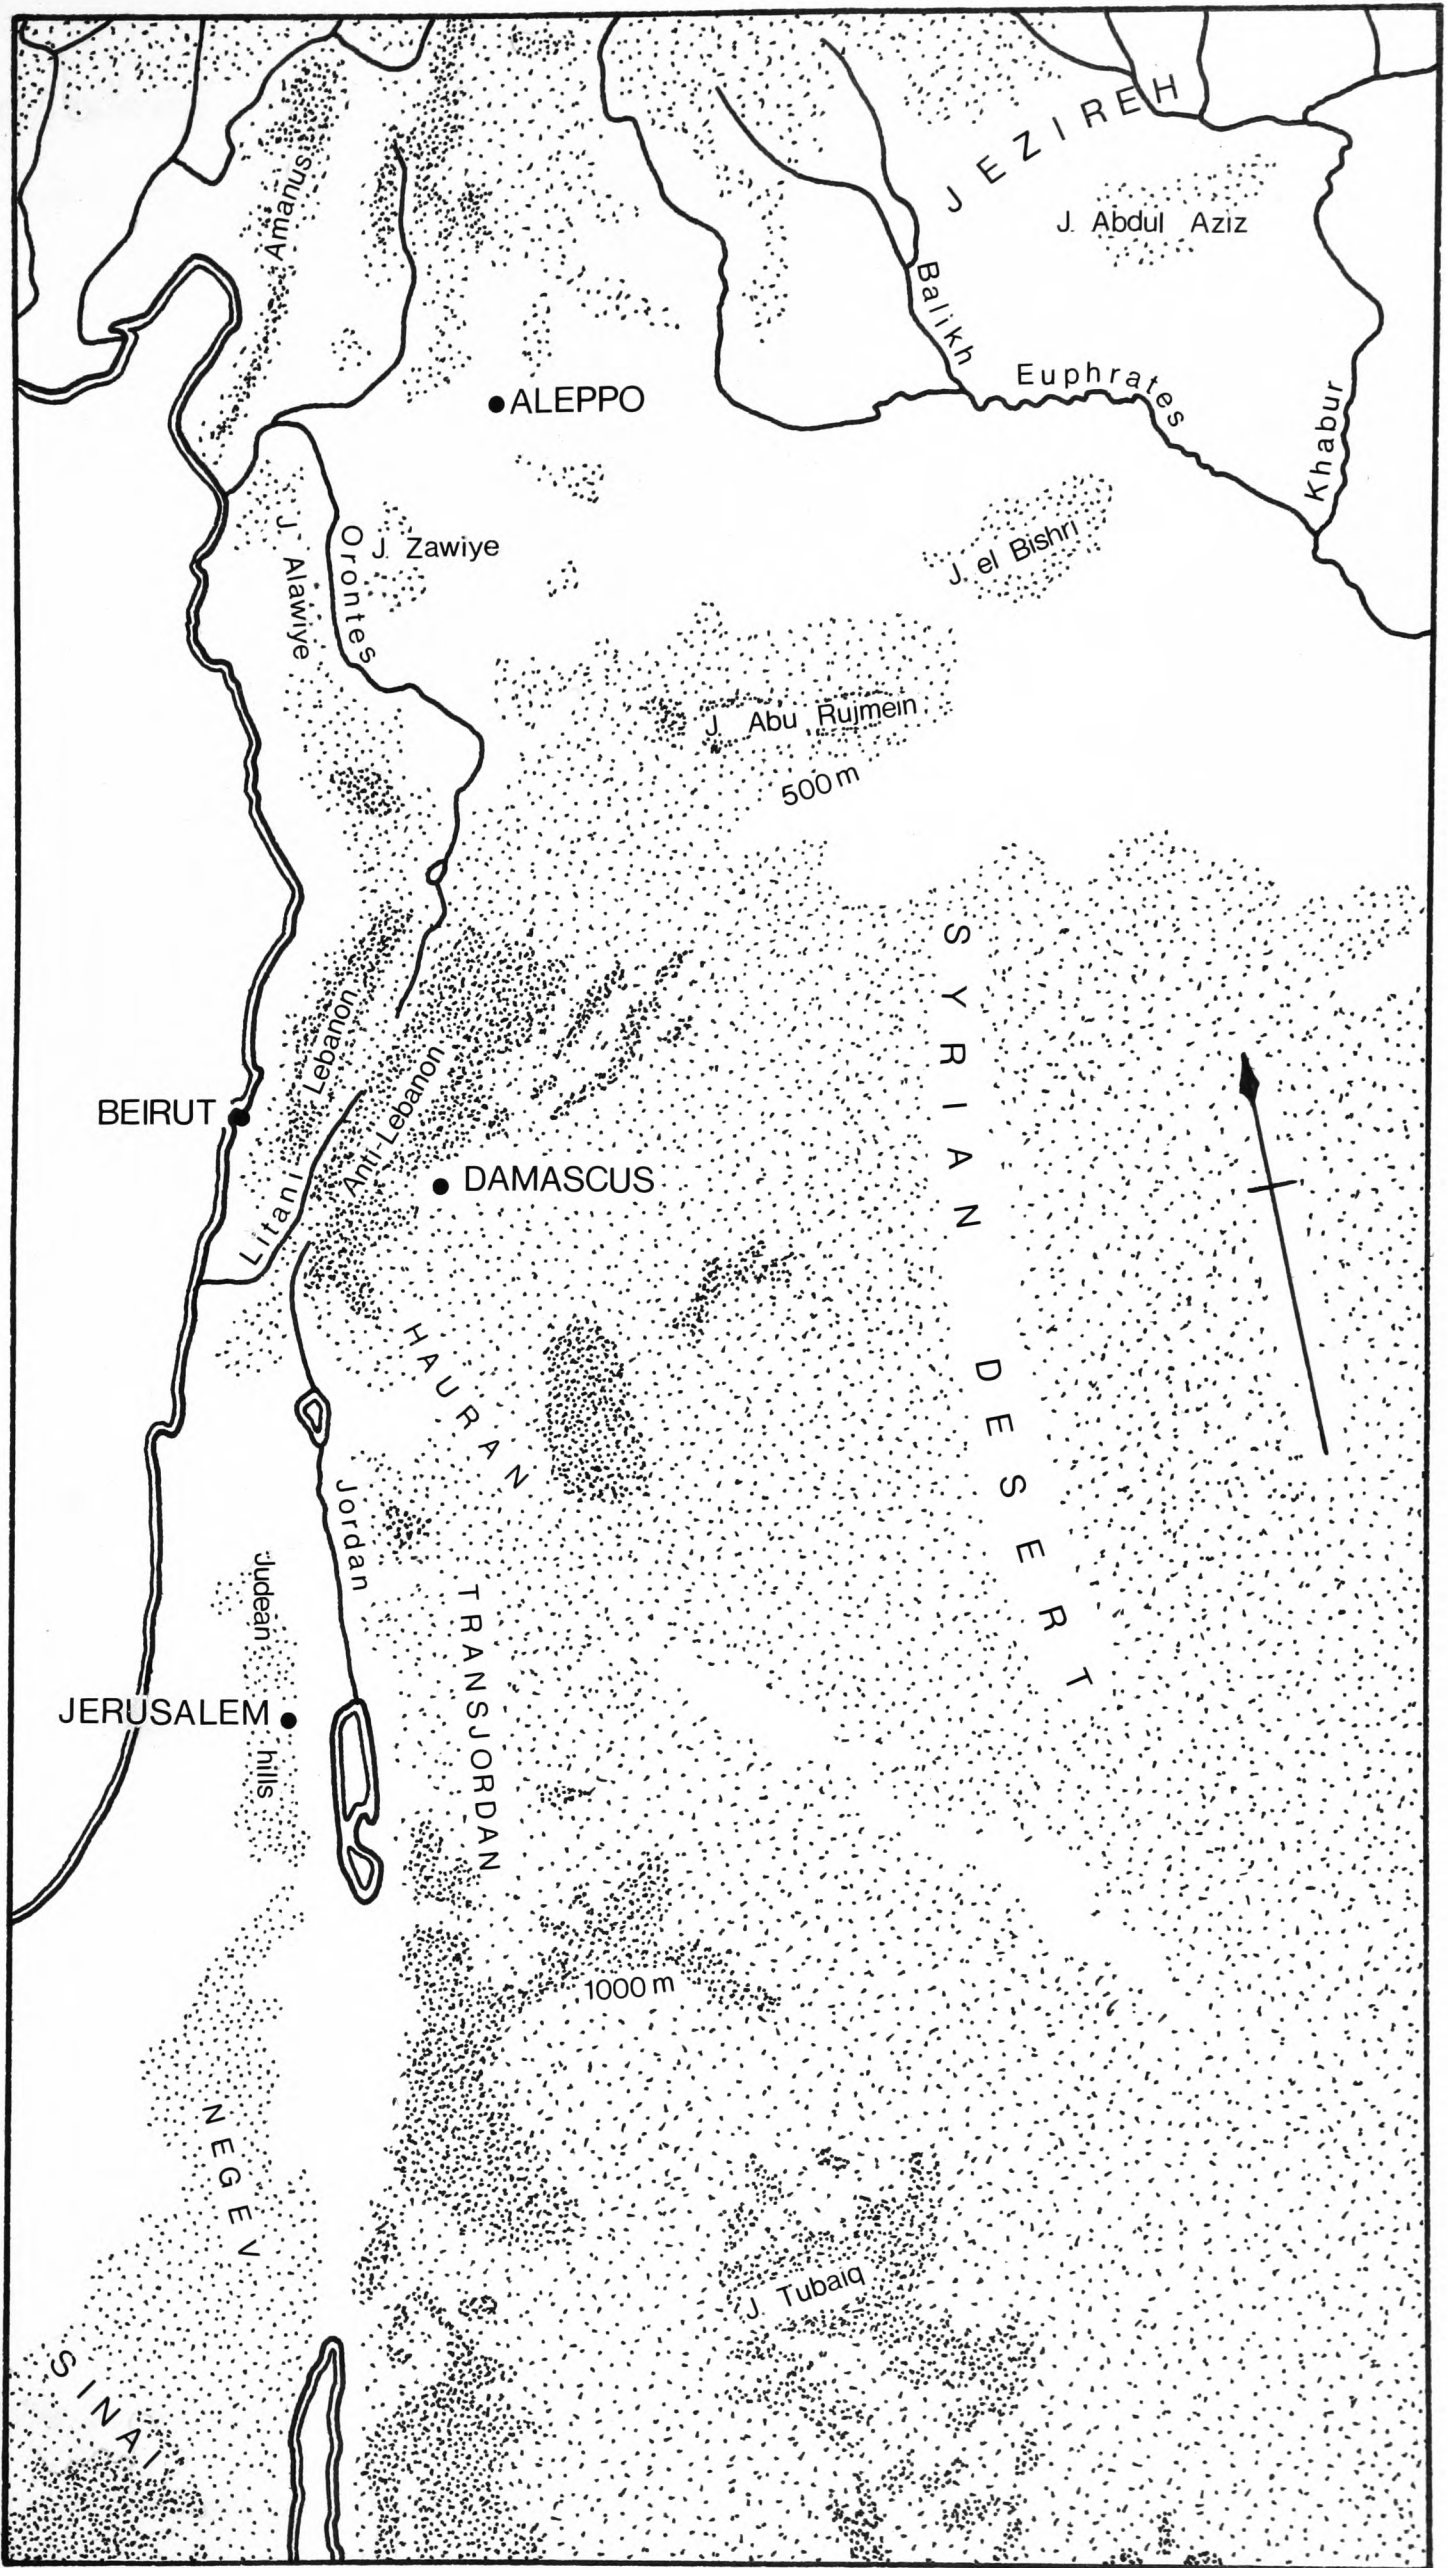 JEZIREH
Amanus
J. Abdul Aziz
Balikh
Euphrates
ALEPPO
Khabur
J. Alawiye
Orontes
J. Zawiye
J. el Bishri
J. Abu Rujmein
500 m
SYRIAN DESERT
Lebanon
Anti-Lebanon
BEIRUT
DAMASCUS
Litani
HAURAN
Jordan
Judean hills
TRANSJORDAN
JERUSALEM
1000 m
NEGEV
J. Tubaiq
SINAI